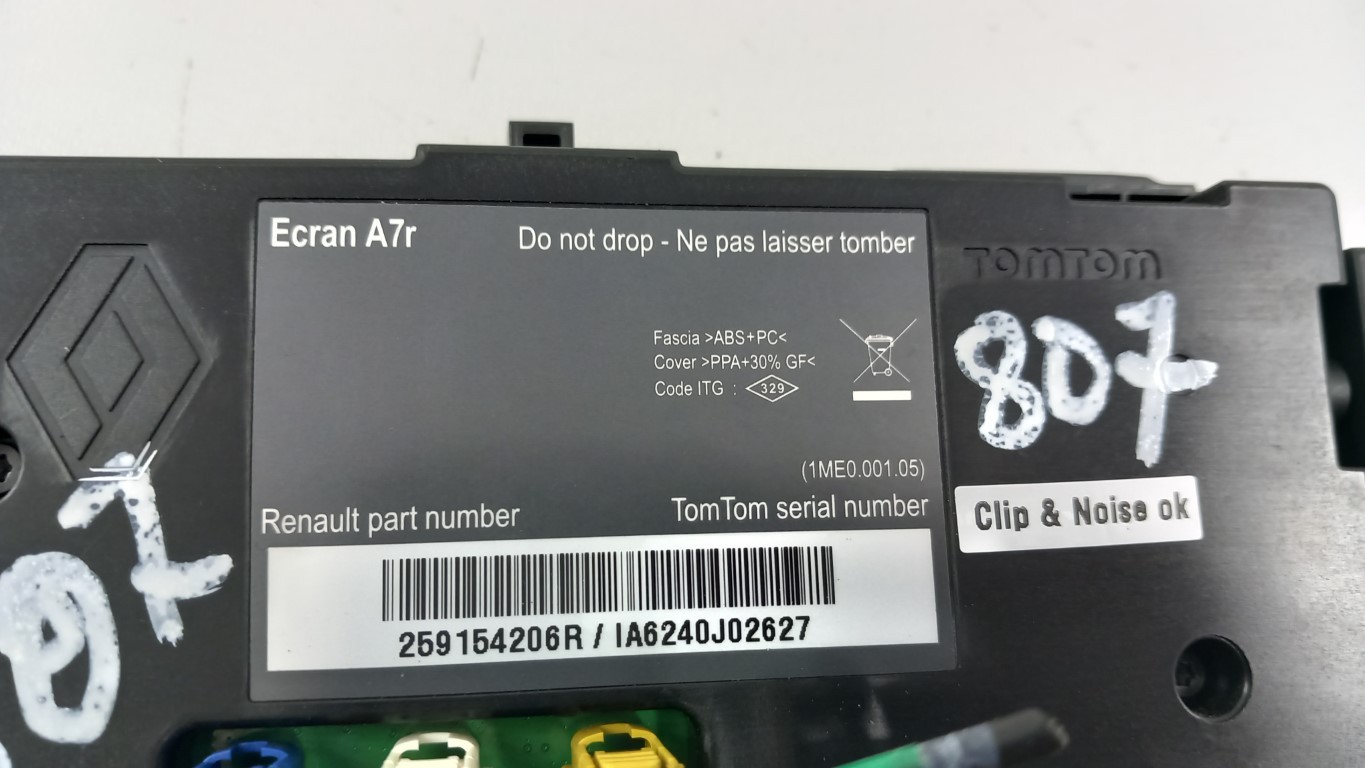 Ecran A7r
Do not drop - Ne pas laisser tomber
TOMTOM
807
Fascia >ABS+PC<
Cover >PPA+30% GF<
Code ITG : 329
(1ME0.001.05)
Renault part number
TomTom serial number
Clip & Noise ok
259154206R / IA6240J02627
07